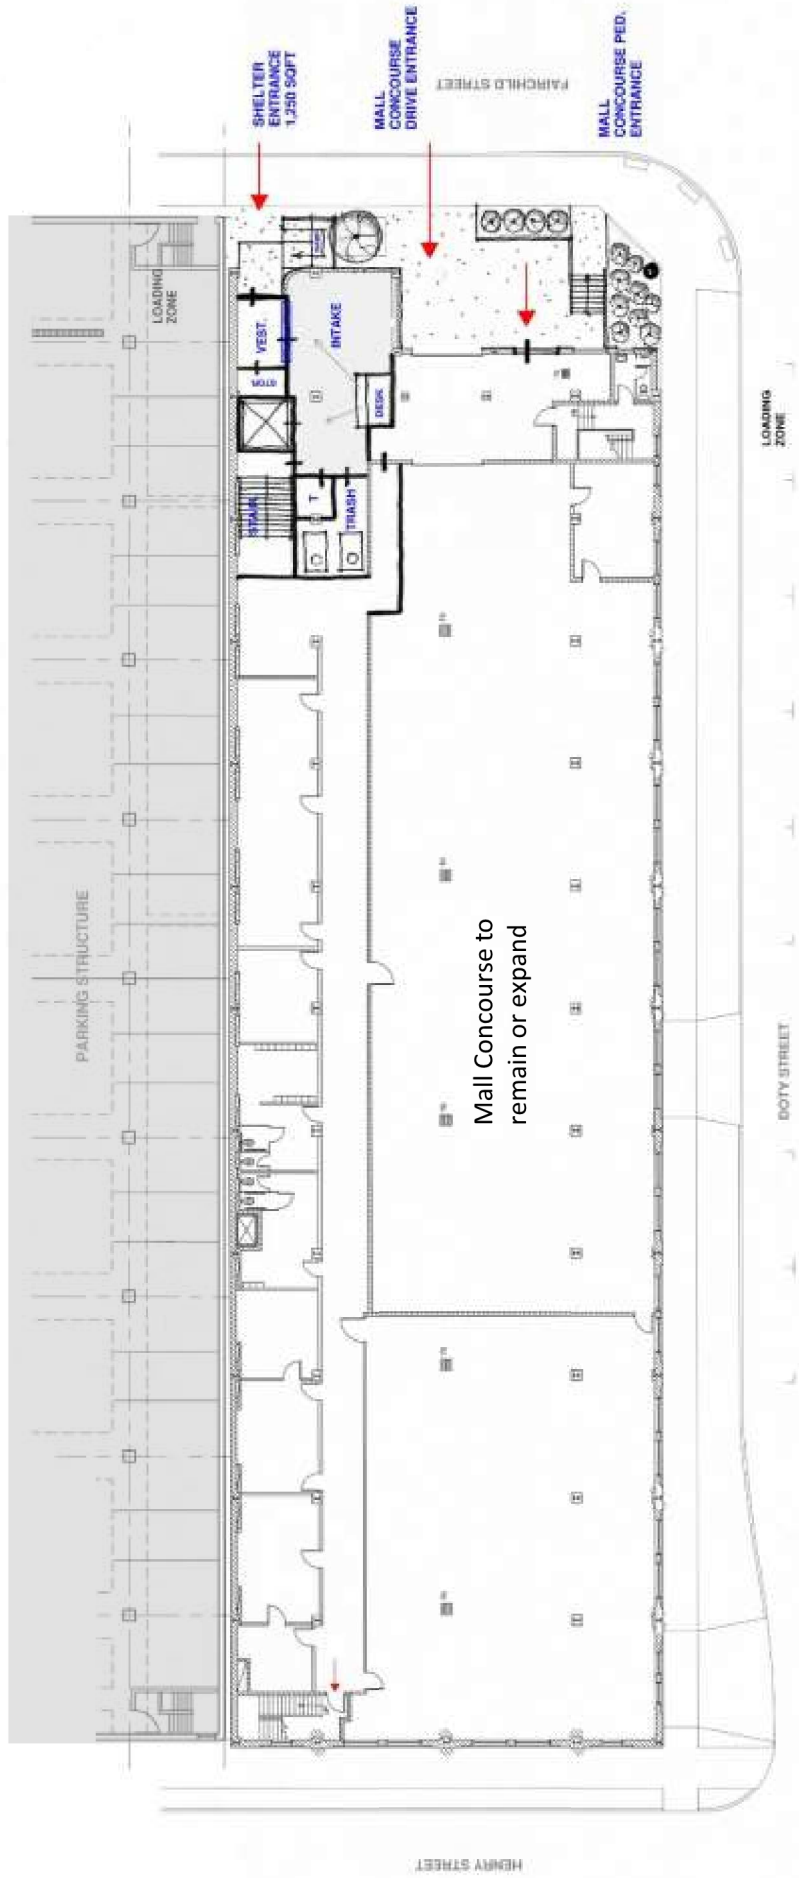 SHELTER
ENTRANCE
1,250 SQFT
MALL
CONCOURSE
DRIVE ENTRANCE
FAIRCHILD STREET
MALL
CONCOURSE PED.
ENTRANCE
LOADING
ZONE
VEST.
STOR
INTAKE
DESK
STAIR
T
TRASH
LOADING
ZONE
PARKING STRUCTURE
Mall Concourse to
remain or expand
DOTY STREET
HENRY STREET